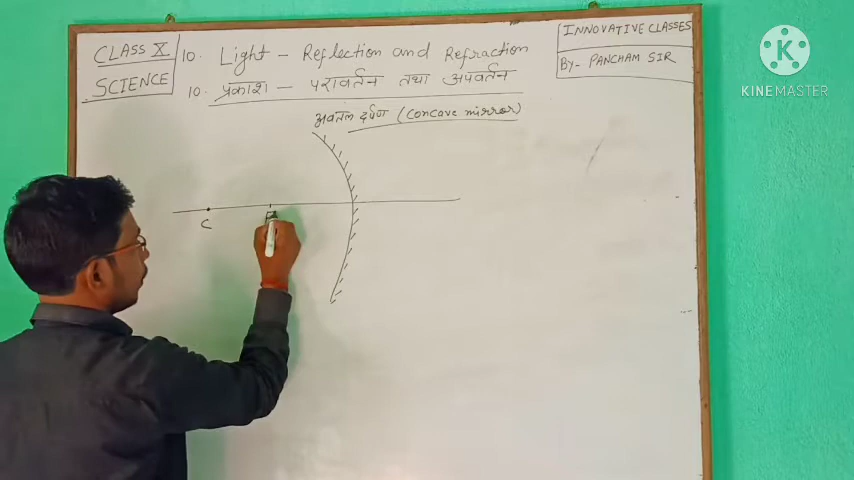 CLASS X
SCIENCE
10. Light - Reflection and Refraction
10. प्रकाश - परावर्तन तथा अपवर्तन
INNOVATIVE CLASSES
BY- PANCHAM SIR
KINEMASTER
अवतल दर्पण (concave mirror)
C
F